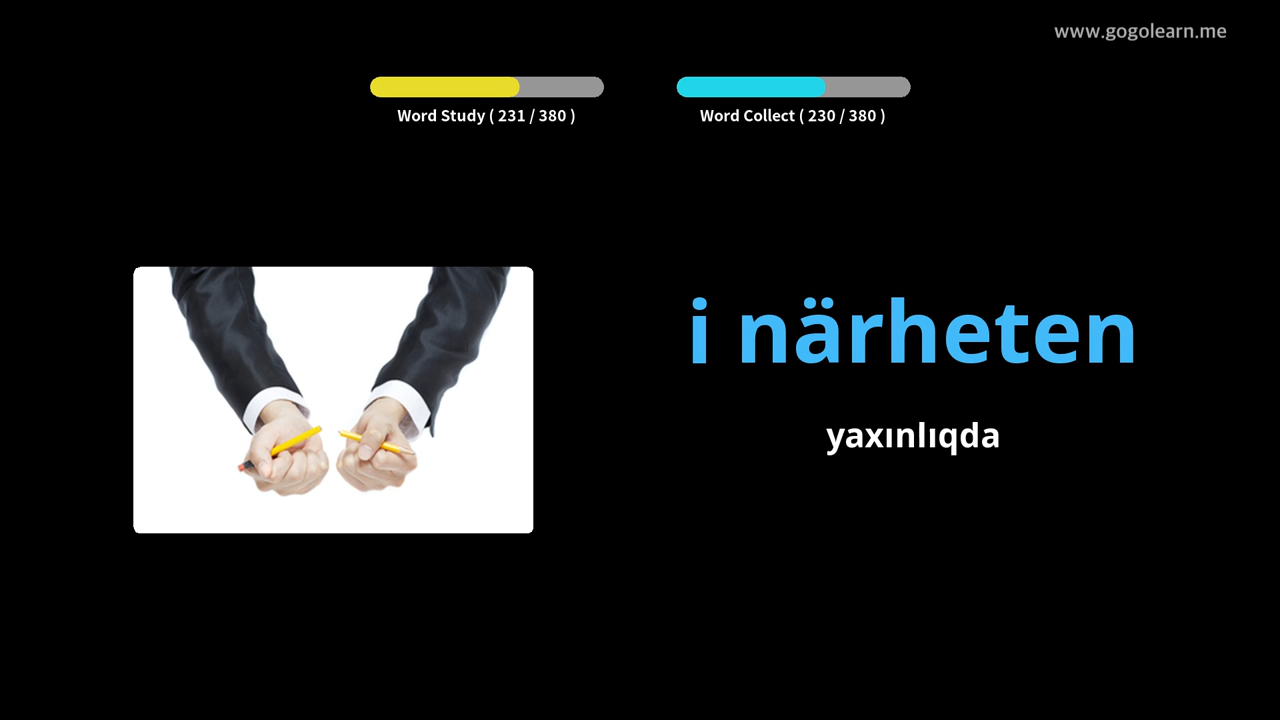 www.gogolearn.me
Word Study ( 231 / 380 )
Word Collect ( 230 / 380 )
i närheten
yaxınlıqda